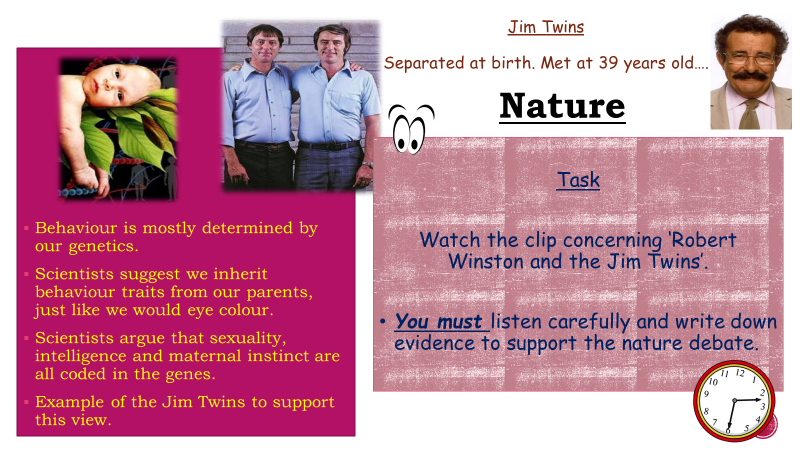 Jim Twins
Separated at birth. Met at 39 years old….
Nature
Task
Watch the clip concerning ‘Robert
Winston and the Jim Twins’.
• You must listen carefully and write down
evidence to support the nature debate.
▪ Behaviour is mostly determined by
our genetics.
▪ Scientists suggest we inherit
behaviour traits from our parents,
just like we would eye colour.
▪ Scientists argue that sexuality,
intelligence and maternal instinct are
all coded in the genes.
▪ Example of the Jim Twins to support
this view.
11 12 1
10 2
9 3
8 4
7 6 5